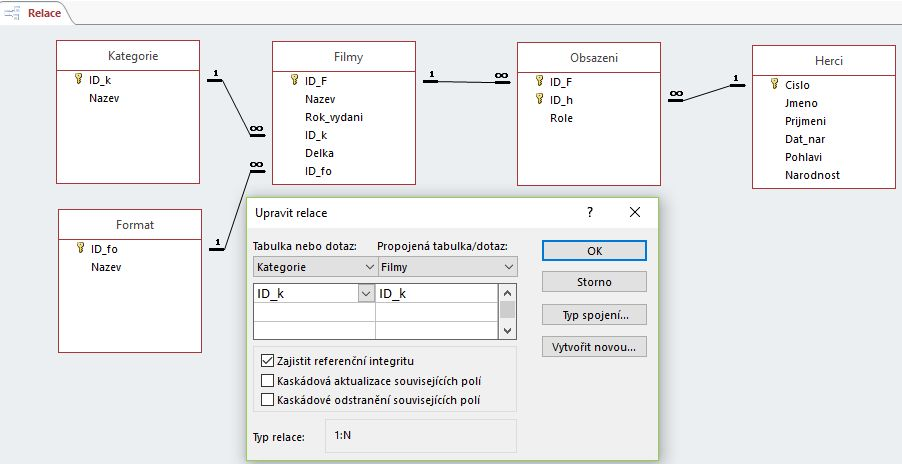 Relace
Kategorie
ID_k
Nazev
Filmy
ID_F
Nazev
Rok_vydani
ID_k
Delka
ID_fo
Obsazeni
ID_F
ID_h
Role
Herci
Cislo
Jmeno
Prijmeni
Dat_nar
Pohlavi
Narodnost
1
∞
1
∞
∞
1
∞
1
Format
ID_fo
Nazev
Upravit relace
?
Tabulka nebo dotaz: Propojená tabulka/dotaz:
Kategorie Filmy
ID_k ID_k
OK
Storno
Typ spojení...
Vytvořit novou...
Zajistit referenční integritu
Kaskádová aktualizace souvisejících polí
Kaskádové odstranění souvisejících polí
Typ relace: 1:N